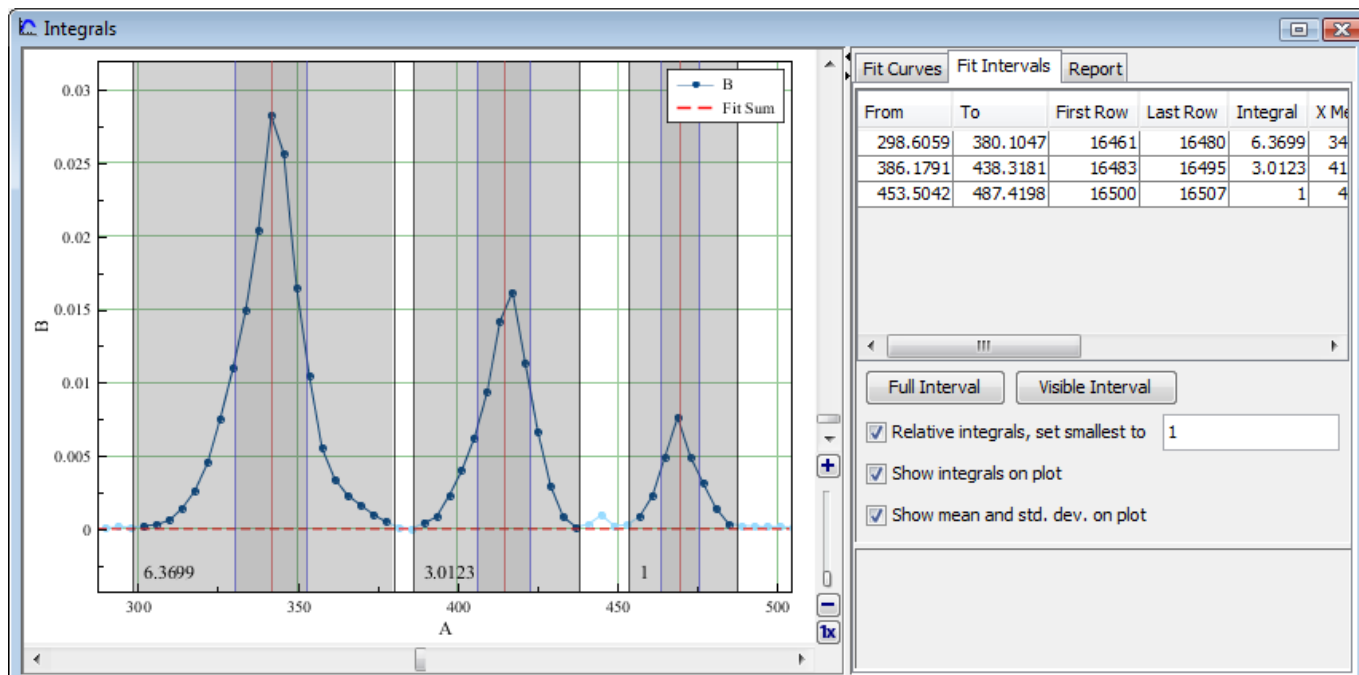 Integrals
B
Fit Sum
0.03
0.025
0.02
0.015
0.01
0.005
0
B
6.3699
3.0123
1
300
350
400
450
500
A
1x
Fit Curves
Fit Intervals
Report
From To First Row Last Row Integral X Me
298.6059 380.1047 16461 16480 6.3699 34
386.1791 438.3181 16483 16495 3.0123 41
453.5042 487.4198 16500 16507 1 4
Full Interval
Visible Interval
Relative integrals, set smallest to 1
Show integrals on plot
Show mean and std. dev. on plot